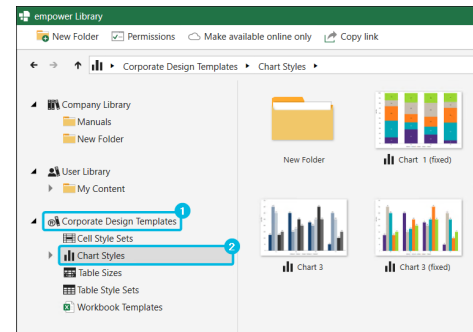 empower Library
New Folder Permissions Make available online only Copy link
Corporate Design Templates Chart Styles
Company Library
Manuals
New Folder
User Library
My Content
Corporate Design Templates 1
Cell Style Sets
Chart Styles 2
Table Sizes
Table Style Sets
Workbook Templates
New Folder
Chart 1 (fixed)
Chart 3
Chart 3 (fixed)